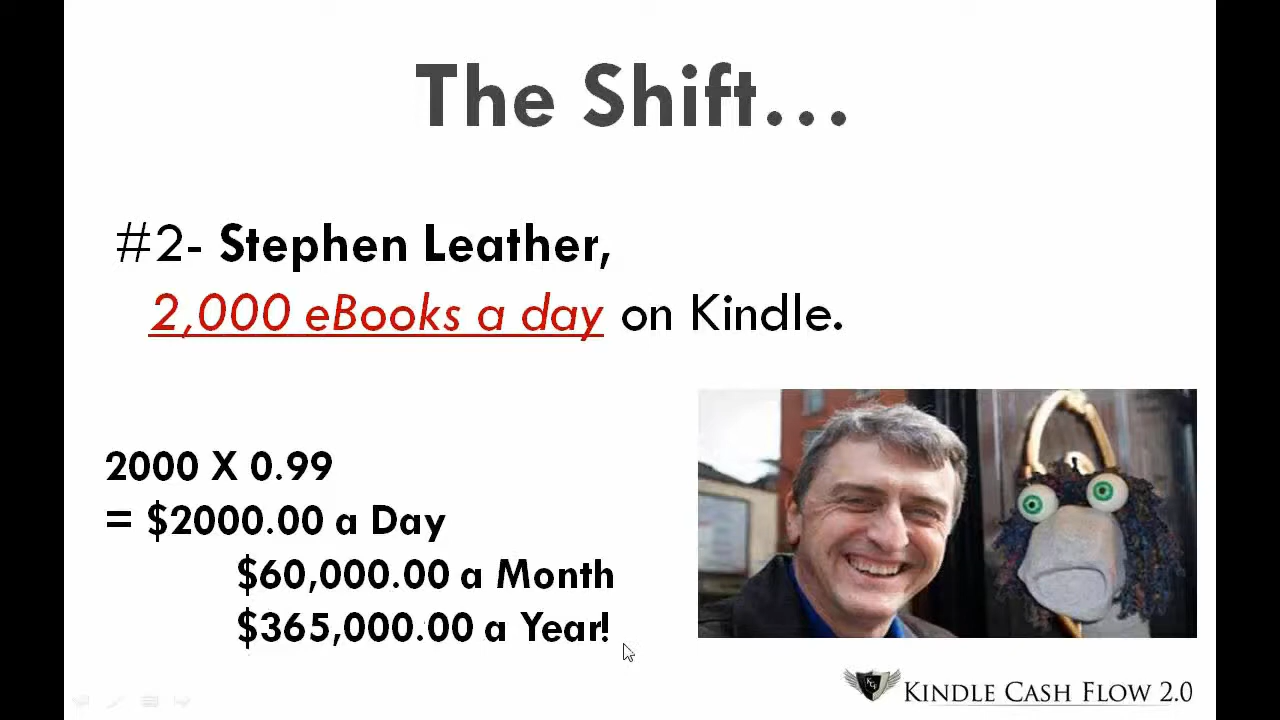 The Shift...
#2- Stephen Leather,
2,000 eBooks a day on Kindle.
2000 X 0.99
= $2000.00 a Day
$60,000.00 a Month
$365,000.00 a Year!
KINDLE CASH FLOW 2.0